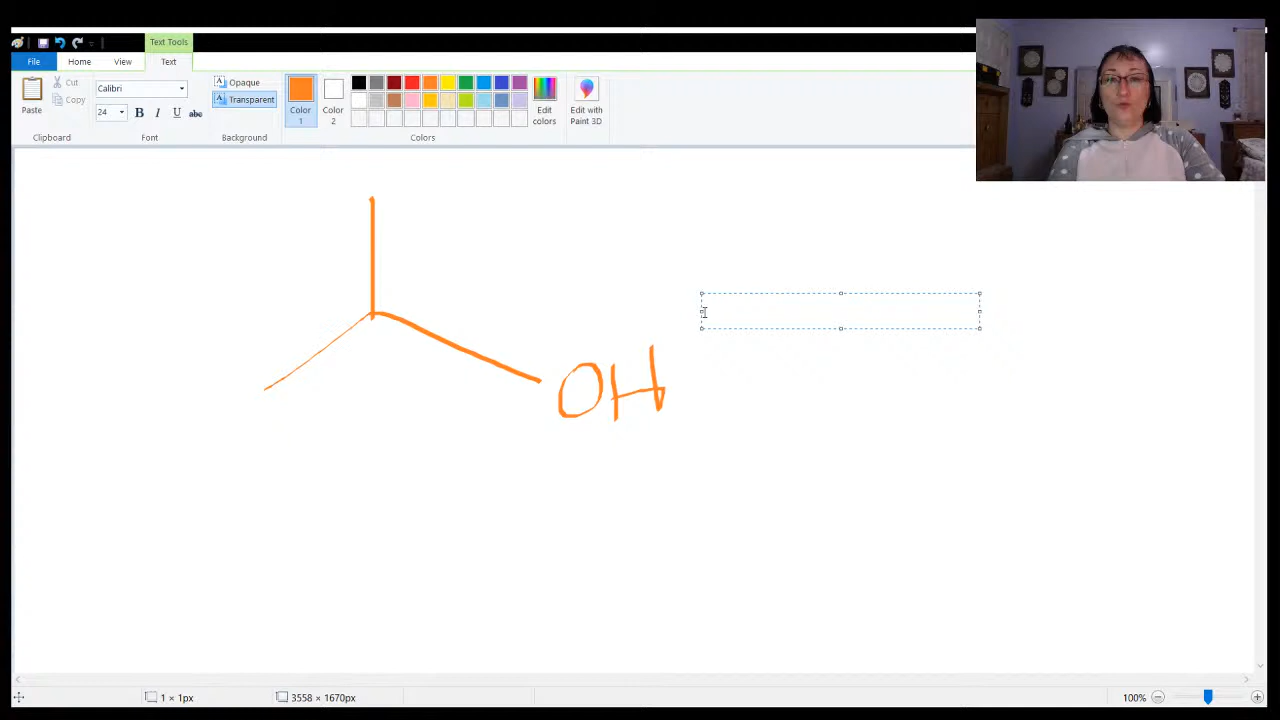 Text Tools
File Home View Text
Paste
Cut
Copy
Clipboard
Calibri
24 B I U abc
Font
Opaque
Transparent
Background
Color 1
Color 2
Colors
Edit colors
Edit with Paint 3D
OH
1 × 1px 3558 × 1670px 100%